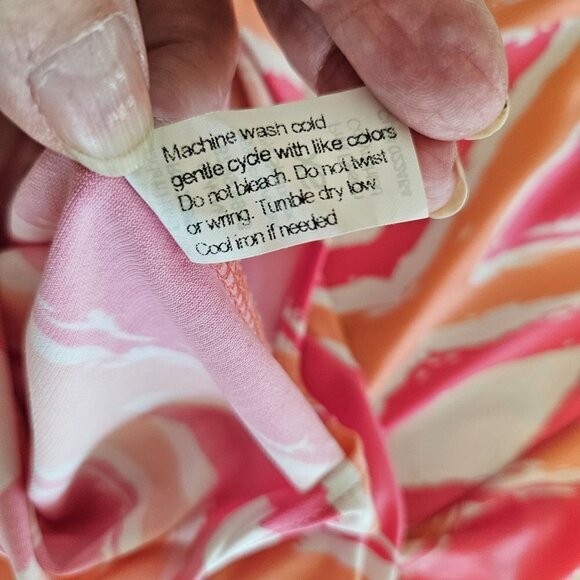 Machine wash cold
gentle cycle with like colors
Do not bleach. Do not twist
or wring. Tumble dry low
Cool iron if needed